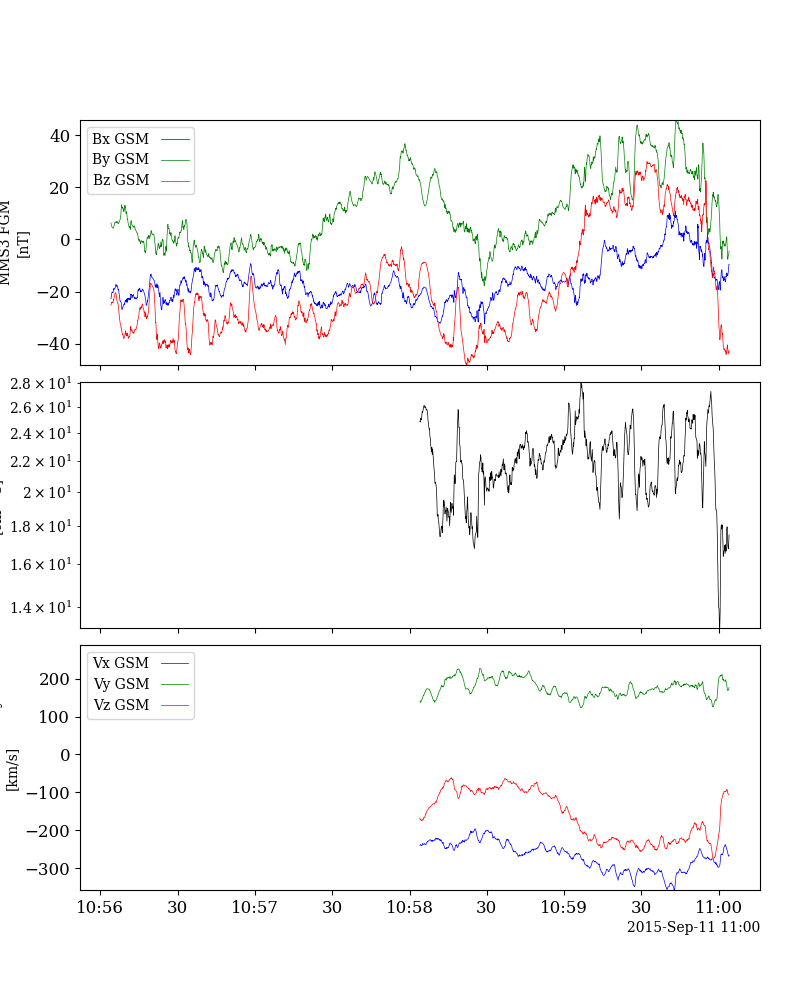 40
20
0
−20
−40
MMS3 FGM
[nT]
Bx GSM
By GSM
Bz GSM
2.8 × 10¹
2.6 × 10¹
2.4 × 10¹
2.2 × 10¹
2 × 10¹
1.8 × 10¹
1.6 × 10¹
1.4 × 10¹
200
100
0
−100
−200
−300
[km/s]
Vx GSM
Vy GSM
Vz GSM
10:56 30 10:57 30 10:58 30 10:59 30 11:00
2015-Sep-11 11:00